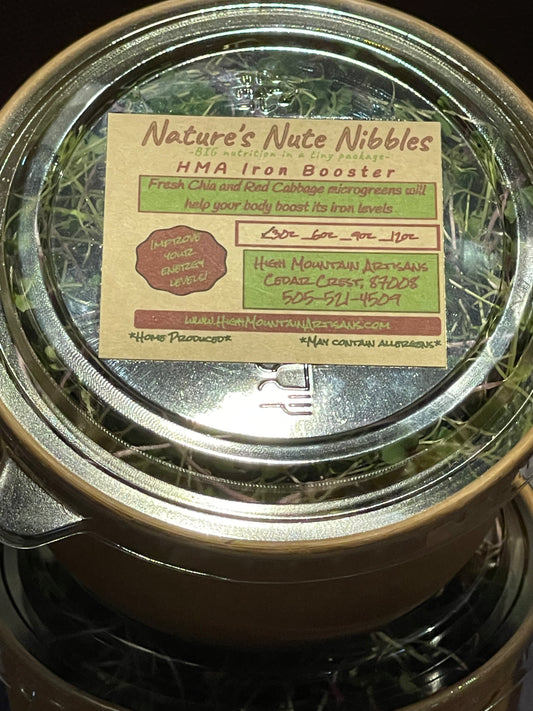 Nature's Nute Nibbles
-BIG nutrition in a tiny package-
HMA Iron Booster
Fresh Chia and Red Cabbage microgreens will
help your body boost its iron levels
✓3oz _6oz _9oz _12oz
Improve
your
energy
levels!
High Mountain Artisans
Cedar Crest, 87008
505-521-4509
www.HighMountainArtisans.com
*Home Produced*
*May contain allergens*